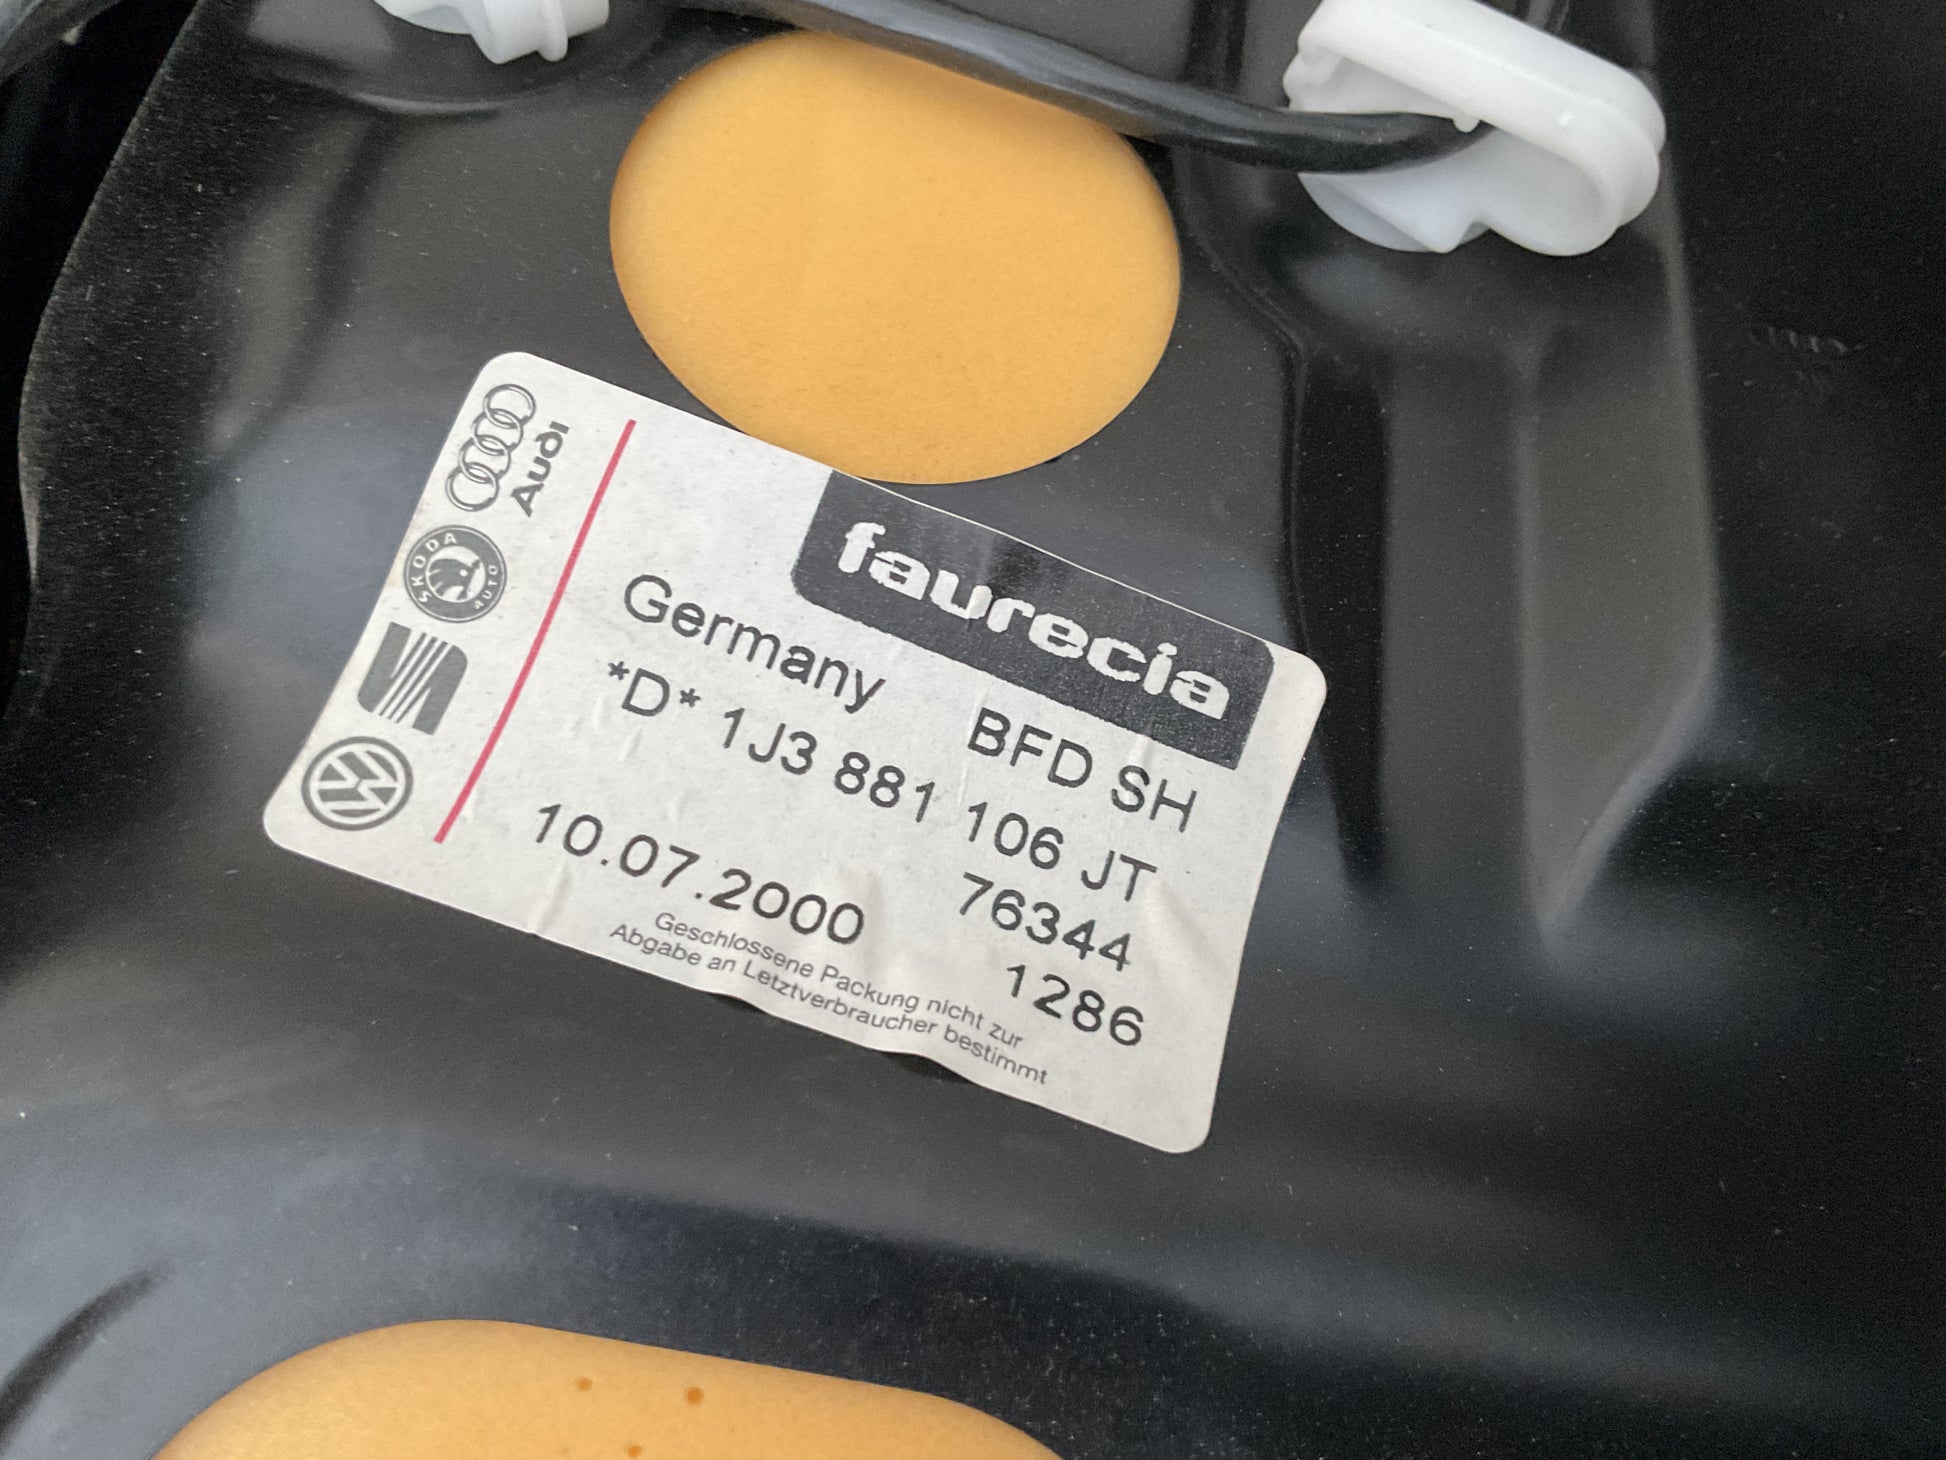 Audi
SKODA
AUTO
faurecia
Germany BFD SH
*D* 1J3 881 106 JT
76344
10.07.2000
1286
Geschlossene Packung nicht zur
Abgabe an Letztverbraucher bestimmt